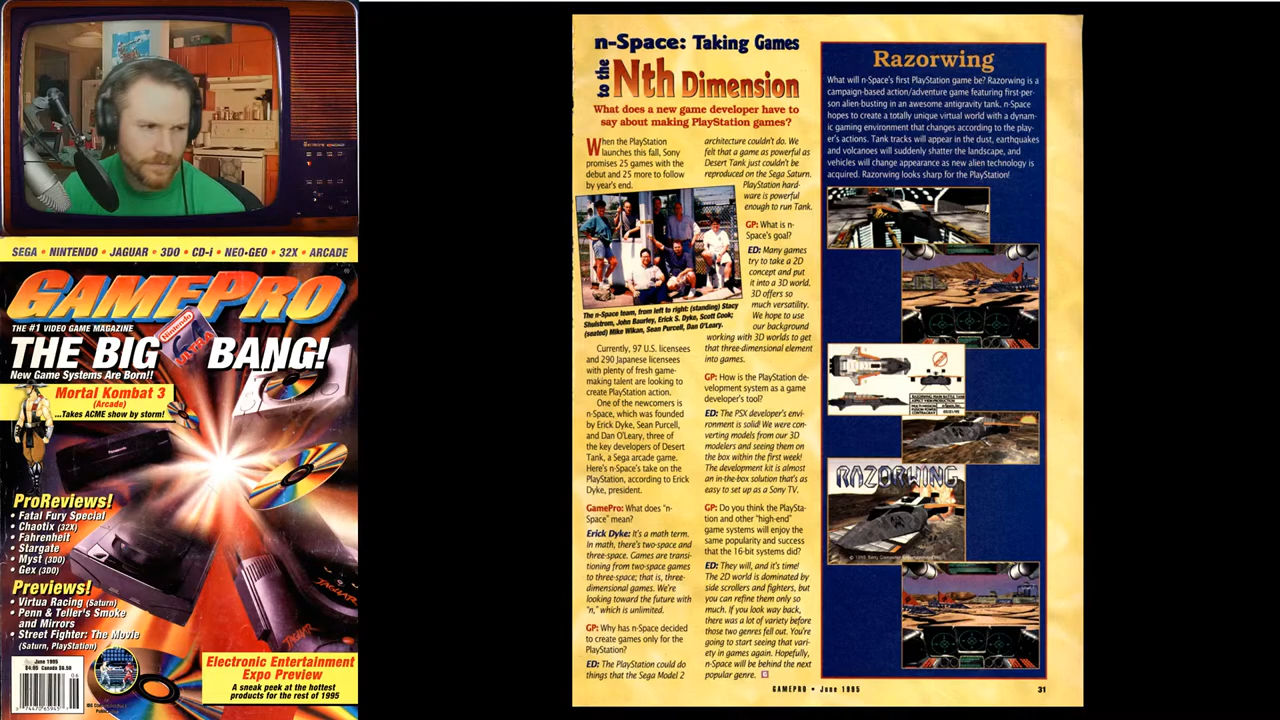 SEGA • NINTENDO • JAGUAR • 3DO • CD-i • NEO•GEO • 32X • ARCADE
GAMEPRO
THE #1 VIDEO GAME MAGAZINE
THE BIG BANG!
New Game Systems Are Born!!
Nintendo
Mortal Kombat 3
(Arcade)
...Takes ACME show by storm!
ProReviews!
• Fatal Fury Special
• Chaotix (32X)
• Fahrenheit
• Stargate
• Myst (3DO)
• Gex (3DO)
Previews!
• Virtua Racing (Saturn)
• Penn & Teller's Smoke
and Mirrors
• Street Fighter: The Movie
(Saturn, PlayStation)
June 1995
$4.95 Canada $6.50
Electronic Entertainment
Expo Preview
A sneak peek at the hottest
products for the rest of 1995
n-Space: Taking Games
to the Nth Dimension
What does a new game developer have to
say about making PlayStation games?
When the PlayStation
launches this fall, Sony
promises 25 games with the
debut and 25 more to follow
by year's end.
The n-Space team, from left to right: (standing) Stacy
Shulstrom, John Baurley, Erick S. Dyke, Scott Cook;
(seated) Mike Wikan, Sean Purcell, Dan O'Leary.
Currently, 97 U.S. licensees
and 290 Japanese licensees
with plenty of fresh game-
making talent are looking to
create PlayStation action.
One of the newcomers is
n-Space, which was founded
by Erick Dyke, Sean Purcell,
and Dan O'Leary, three of
the key developers of Desert
Tank, a Sega arcade game.
Here's n-Space's take on the
PlayStation, according to Erick
Dyke, president.
GamePro: What does "n-
Space" mean?
Erick Dyke: It's a math term.
In math, there's two-space and
three-space. Games are transi-
tioning from two-space games
to three-space; that is, three-
dimensional games. We're
looking toward the future with
"n," which is unlimited.
GP: Why has n-Space decided
to create games only for the
PlayStation?
ED: The PlayStation could do
things that the Sega Model 2
architecture couldn't do. We
felt that a game as powerful as
Desert Tank just couldn't be
reproduced on the Sega Saturn.
PlayStation hard-
ware is powerful
enough to run Tank.
GP: What is n-
Space's goal?
ED: Many games
try to take a 2D
concept and put
it into a 3D world.
3D offers so
much versatility.
We hope to use
our background
working with 3D worlds to get
that three-dimensional element
into games.
GP: How is the PlayStation de-
velopment system as a game
developer's tool?
ED: The PSX developer's envi-
ronment is solid! We were con-
verting models from our 3D
modelers and seeing them on
the box within the first week!
The development kit is almost
an in-the-box solution that's as
easy to set up as a Sony TV.
GP: Do you think the PlaySta-
tion and other "high-end"
game systems will enjoy the
same popularity and success
that the 16-bit systems did?
ED: They will, and it's time!
The 2D world is dominated by
side scrollers and fighters, but
you can refine them only so
much. If you look way back,
there was a lot of variety before
those two genres fell out. You're
going to start seeing that vari-
ety in games again. Hopefully,
n-Space will be behind the next
popular genre.
Razorwing
What will n-Space's first PlayStation game be? Razorwing is a
campaign-based action/adventure game featuring first-per-
son alien-busting in an awesome antigravity tank. n-Space
hopes to create a totally unique virtual world with a dynam-
ic gaming environment that changes according to the play-
er's actions. Tank tracks will appear in the dust, earthquakes
and volcanoes will suddenly shatter the landscape, and
vehicles will change appearance as new alien technology is
acquired. Razorwing looks sharp for the PlayStation!
RAZORWING
GAMEPRO • June 1995
31